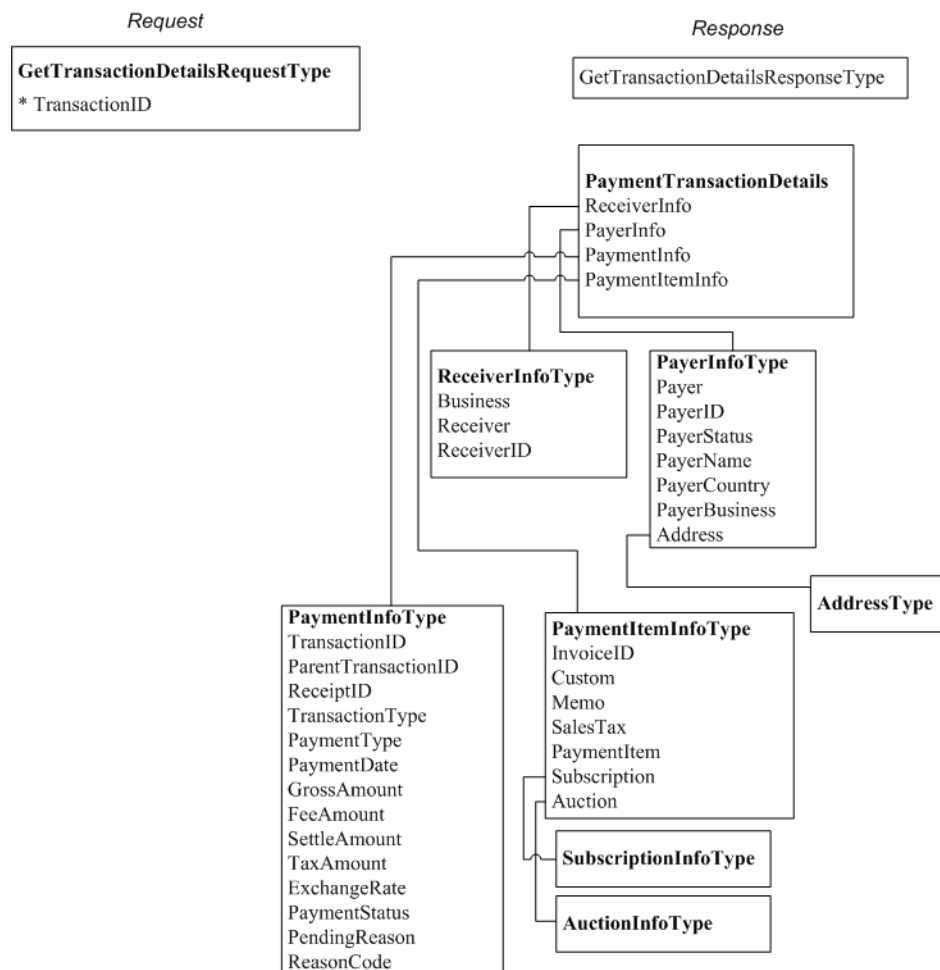 Request
Response
GetTransactionDetailsRequestType
* TransactionID
GetTransactionDetailsResponseType
PaymentTransactionDetails
ReceiverInfo
PayerInfo
PaymentInfo
PaymentItemInfo
ReceiverInfoType
Business
Receiver
ReceiverID
PayerInfoType
Payer
PayerID
PayerStatus
PayerName
PayerCountry
PayerBusiness
Address
AddressType
PaymentInfoType
TransactionID
ParentTransactionID
ReceiptID
TransactionType
PaymentType
PaymentDate
GrossAmount
FeeAmount
SettleAmount
TaxAmount
ExchangeRate
PaymentStatus
PendingReason
ReasonCode
PaymentItemInfoType
InvoiceID
Custom
Memo
SalesTax
PaymentItem
Subscription
Auction
SubscriptionInfoType
AuctionInfoType